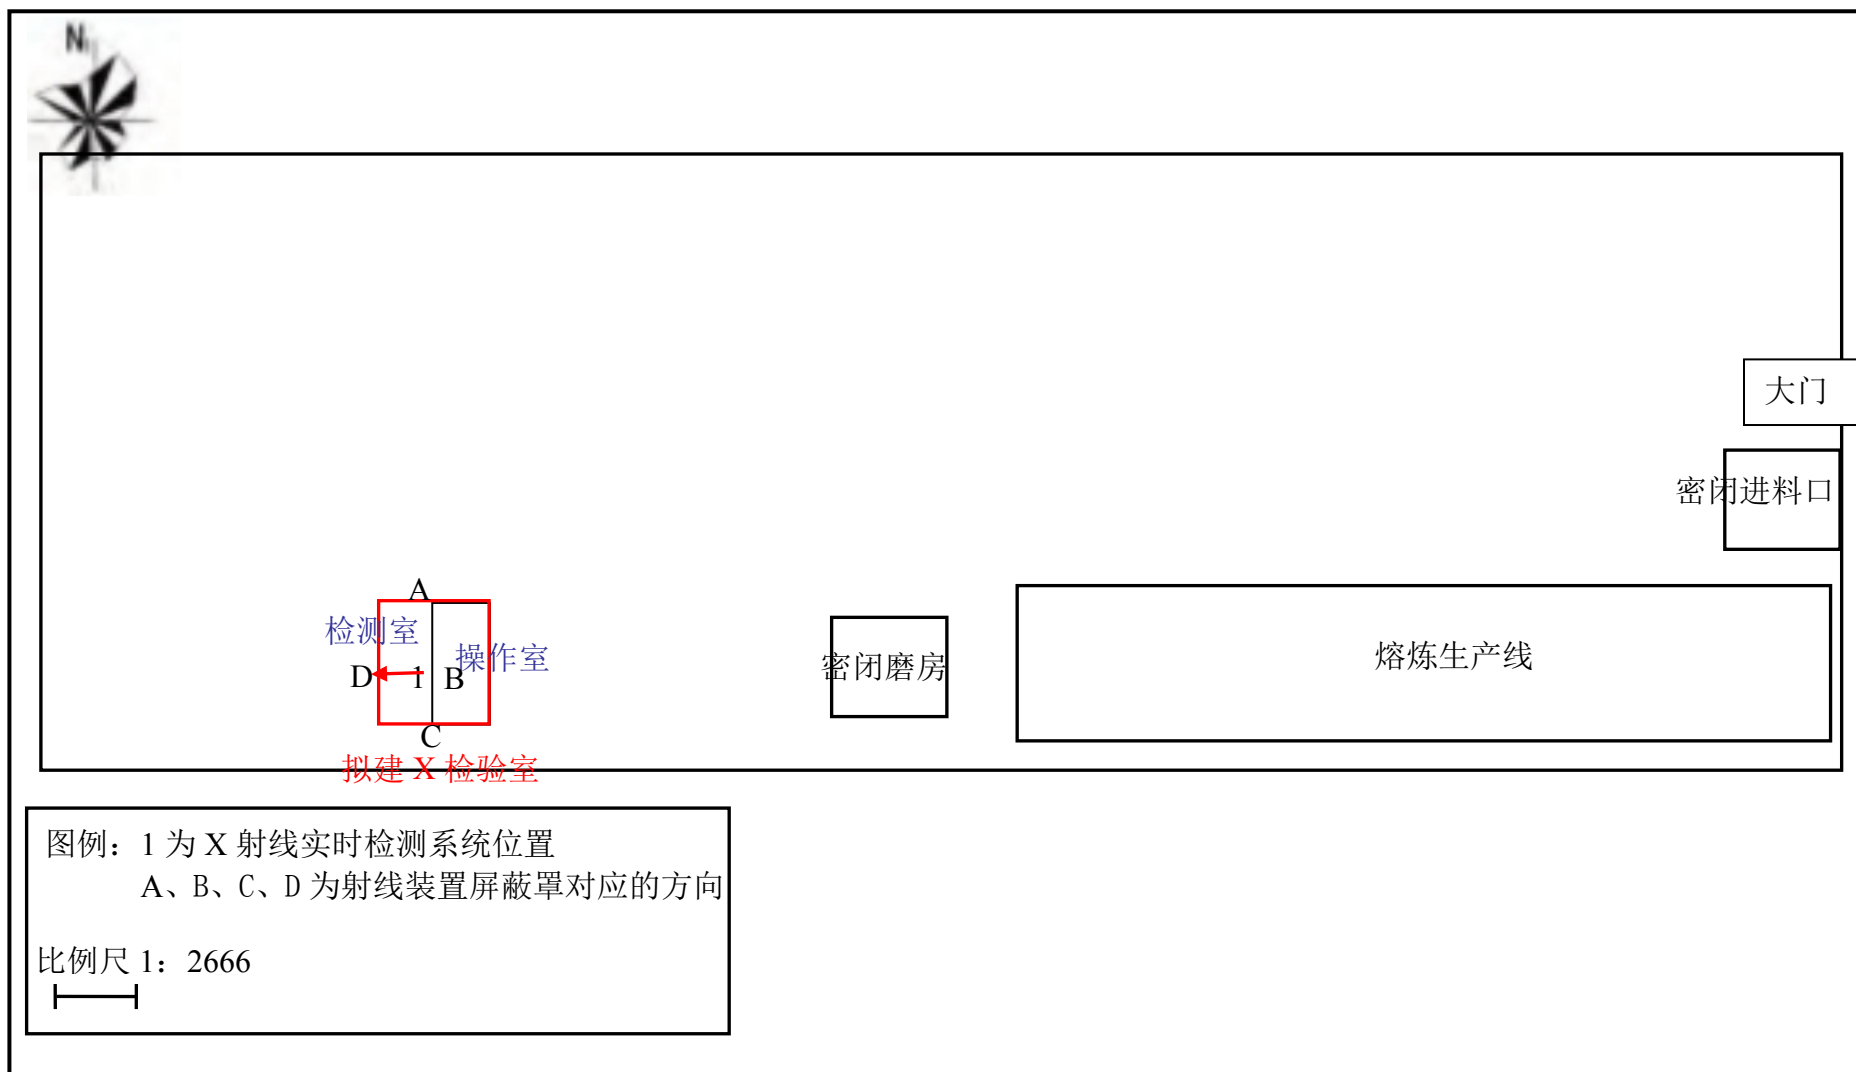 N
大门
密闭进料口
A
检测室
操作室
D
1
B
C
拟建 X 检验室
密闭磨房
熔炼生产线
图例：1 为 X 射线实时检测系统位置
A、B、C、D 为射线装置屏蔽罩对应的方向
比例尺 1：2666